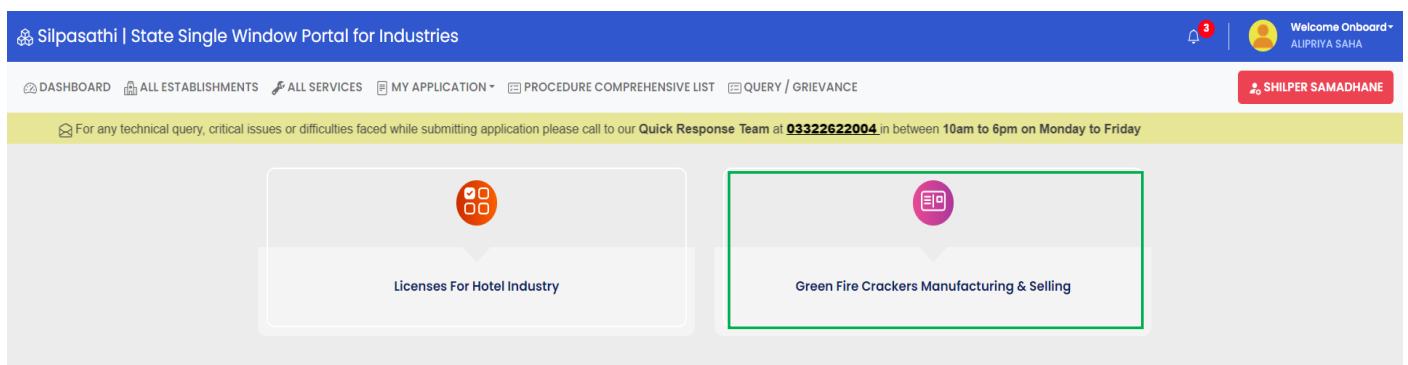 Silpasathi | State Single Window Portal for Industries
3
Welcome Onboard
ALIPRIYA SAHA
DASHBOARD ALL ESTABLISHMENTS ALL SERVICES MY APPLICATION PROCEDURE COMPREHENSIVE LIST QUERY / GRIEVANCE
SHILPER SAMADHANE
For any technical query, critical issues or difficulties faced while submitting application please call to our Quick Response Team at 03322622004 in between 10am to 6pm on Monday to Friday
Licenses For Hotel Industry
Green Fire Crackers Manufacturing & Selling